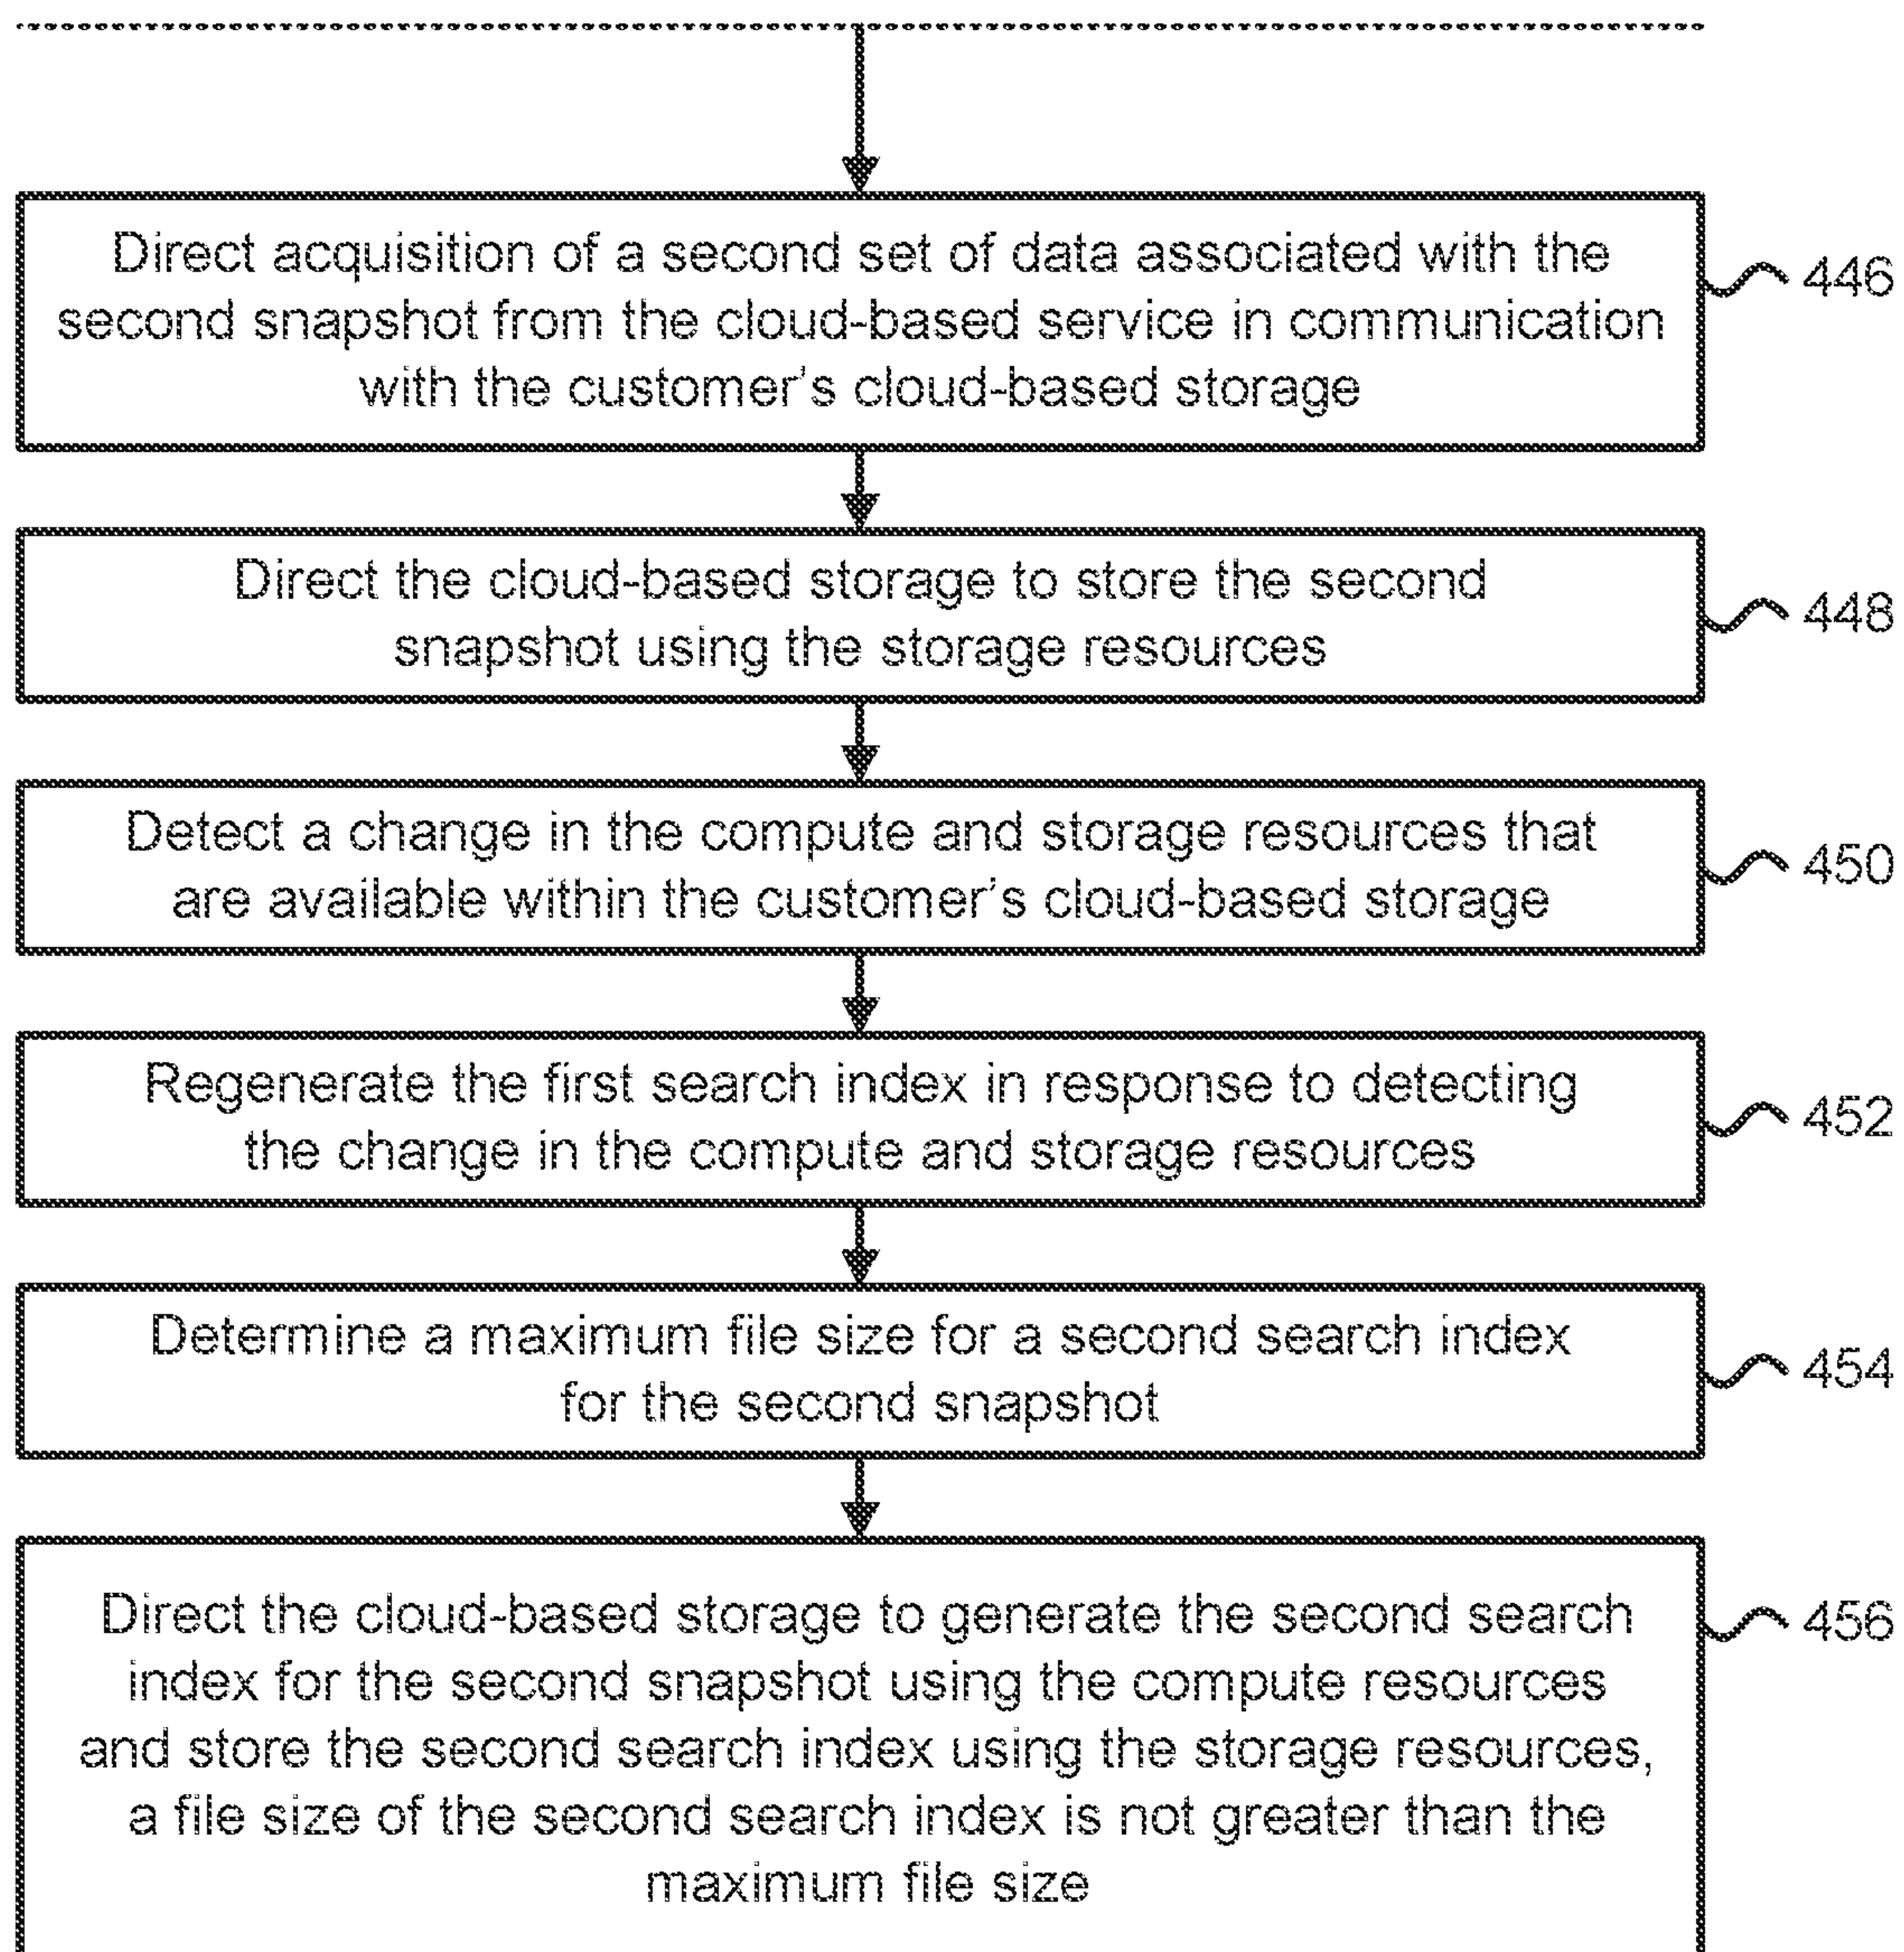 Direct acquisition of a second set of data associated with the
second snapshot from the cloud-based service in communication
with the customer's cloud-based storage
446
Direct the cloud-based storage to store the second
snapshot using the storage resources
448
Detect a change in the compute and storage resources that
are available within the customer's cloud-based storage
450
Regenerate the first search index in response to detecting
the change in the compute and storage resources
452
Determine a maximum file size for a second search index
for the second snapshot
454
Direct the cloud-based storage to generate the second search
index for the second snapshot using the compute resources
and store the second search index using the storage resources,
a file size of the second search index is not greater than the
maximum file size
456